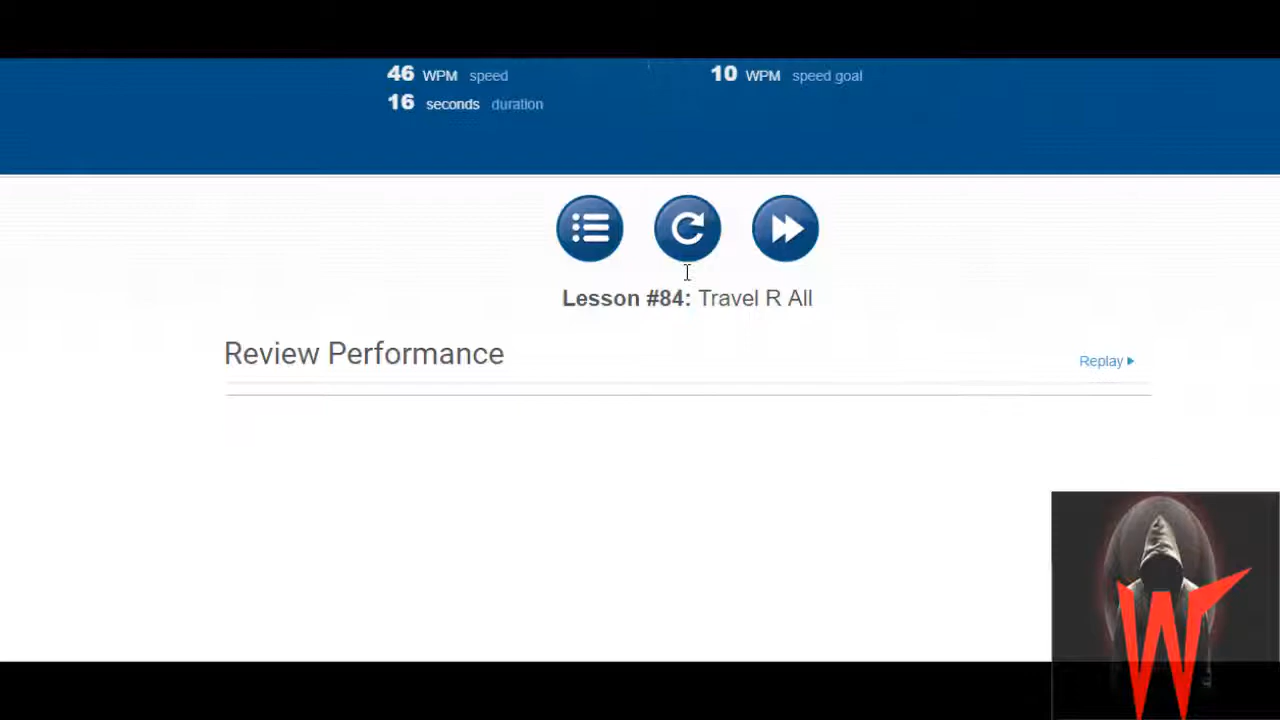 46 WPM speed
10 WPM speed goal
16 seconds duration
Lesson #84: Travel R All
Review Performance
Replay
W